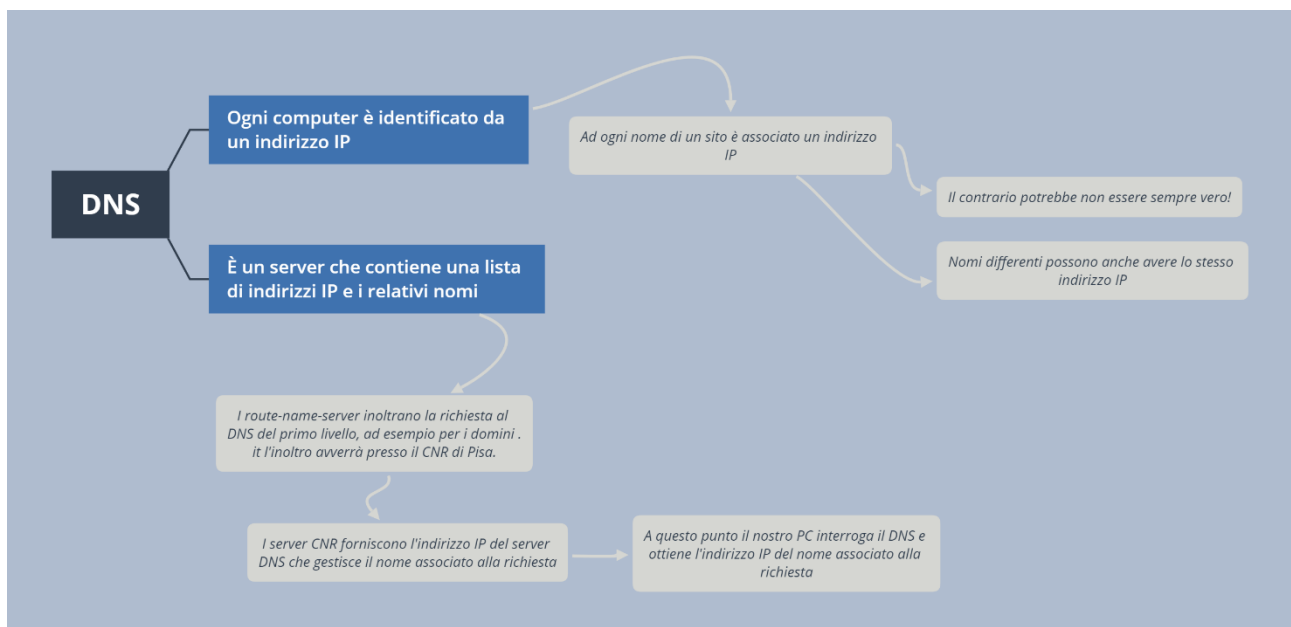 DNS
Ogni computer è identificato da
un indirizzo IP
Ad ogni nome di un sito è associato un indirizzo
IP
Il contrario potrebbe non essere sempre vero!
Nomi differenti possono anche avere lo stesso
indirizzo IP
È un server che contiene una lista
di indirizzi IP e i relativi nomi
I route-name-server inoltrano la richiesta al
DNS del primo livello, ad esempio per i domini .
it l'inoltro avverrà presso il CNR di Pisa.
I server CNR forniscono l'indirizzo IP del server
DNS che gestisce il nome associato alla richiesta
A questo punto il nostro PC interroga il DNS e
ottiene l'indirizzo IP del nome associato alla
richiesta